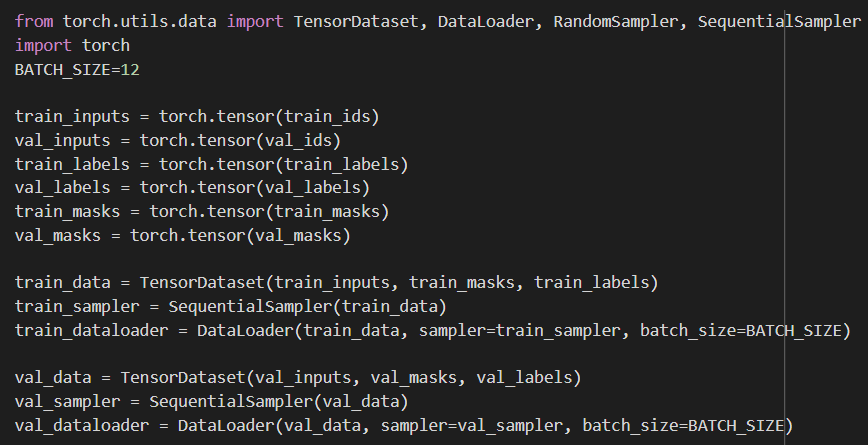 from torch.utils.data import TensorDataset, DataLoader, RandomSampler, SequentialSampler
import torch
BATCH_SIZE=12
train_inputs = torch.tensor(train_ids)
val_inputs = torch.tensor(val_ids)
train_labels = torch.tensor(train_labels)
val_labels = torch.tensor(val_labels)
train_masks = torch.tensor(train_masks)
val_masks = torch.tensor(val_masks)
train_data = TensorDataset(train_inputs, train_masks, train_labels)
train_sampler = SequentialSampler(train_data)
train_dataloader = DataLoader(train_data, sampler=train_sampler, batch_size=BATCH_SIZE)
val_data = TensorDataset(val_inputs, val_masks, val_labels)
val_sampler = SequentialSampler(val_data)
val_dataloader = DataLoader(val_data, sampler=val_sampler, batch_size=BATCH_SIZE)